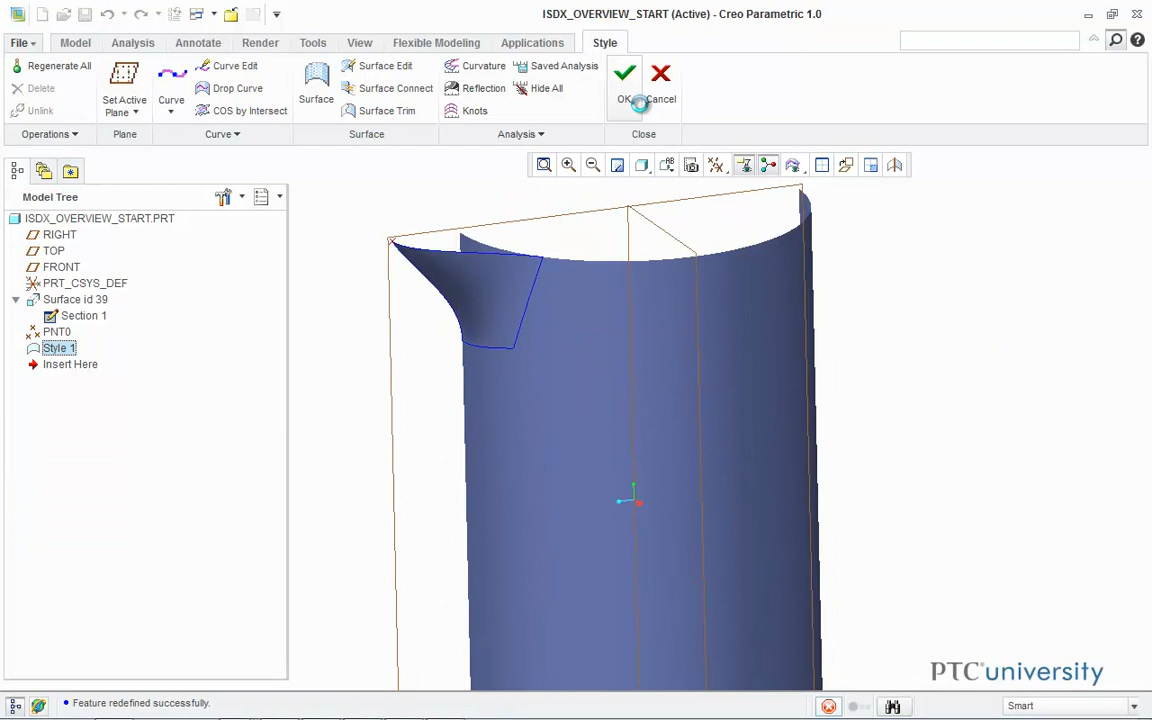 ISDX_OVERVIEW_START (Active) - Creo Parametric 1.0
File Model Analysis Annotate Render Tools View Flexible Modeling Applications Style
Regenerate All
Delete
Unlink
Set Active Plane
Curve
Curve Edit
Drop Curve
COS by Intersect
Surface
Surface Edit
Surface Connect
Surface Trim
Curvature
Reflection
Knots
Saved Analysis
Hide All
OK
Cancel
Operations Plane Curve Surface Analysis Close
Model Tree
ISDX_OVERVIEW_START.PRT
RIGHT
TOP
FRONT
PRT_CSYS_DEF
Surface id 39
Section 1
PNT0
Style 1
Insert Here
PTC university
Feature redefined successfully.
Smart